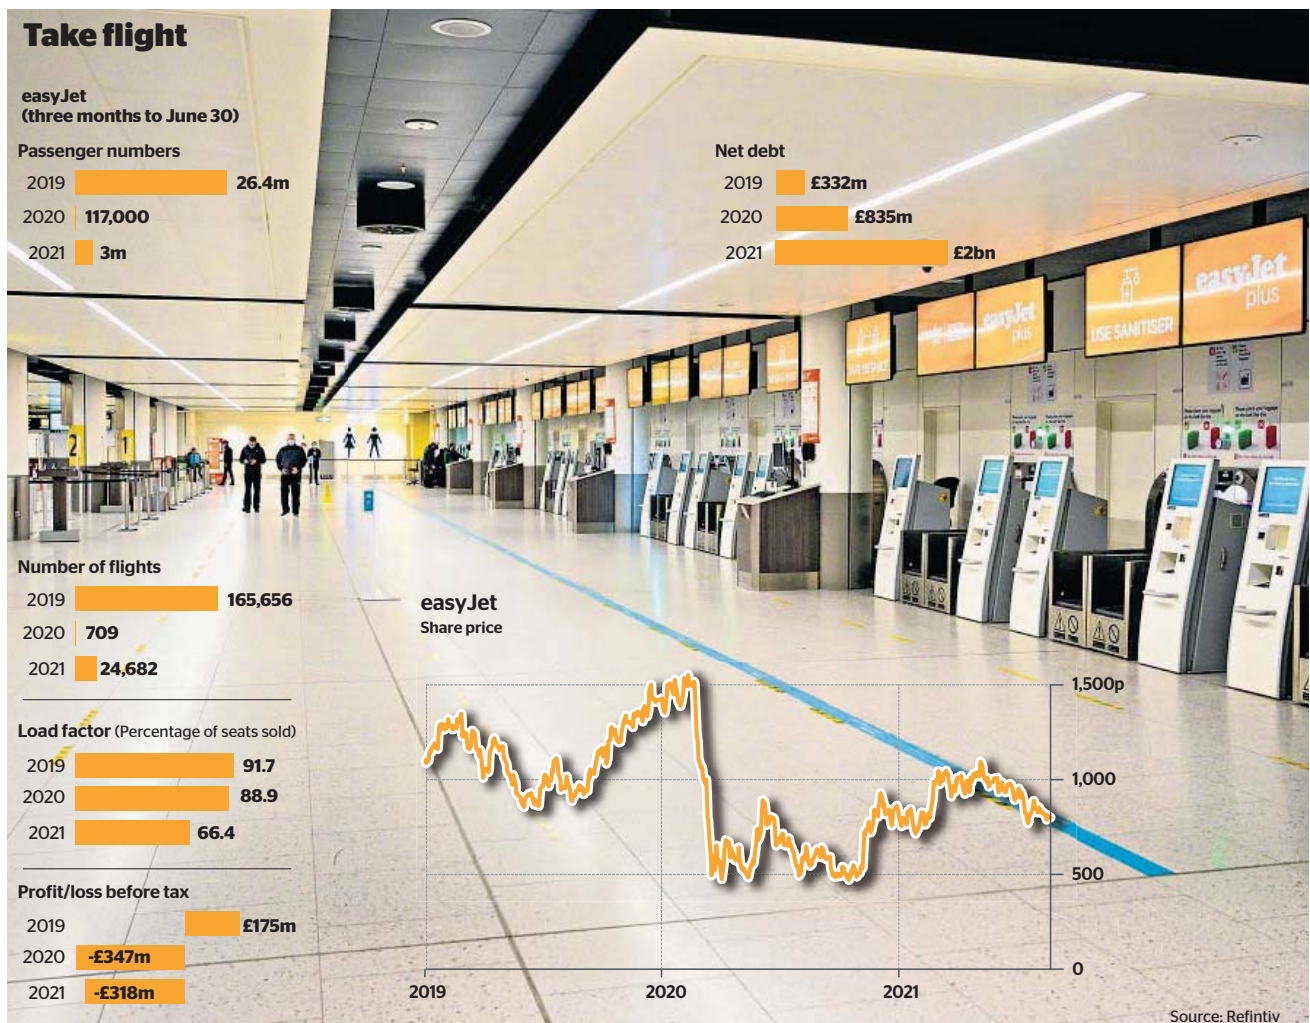 Take flight
easyJet
(three months to June 30)
Passenger numbers
2019 26.4m
2020 117,000
2021 3m
Net debt
2019 £332m
2020 £835m
2021 £2bn
easyJet
plus
USE SANITISER
easyJet
plus
2
1
Number of flights
2019 165,656
2020 709
2021 24,682
Load factor (Percentage of seats sold)
2019 91.7
2020 88.9
2021 66.4
Profit/loss before tax
2019 £175m
2020 -£347m
2021 -£318m
easyJet
Share price
1,500p
1,000
500
0
2019 2020 2021
Source: Refintiv